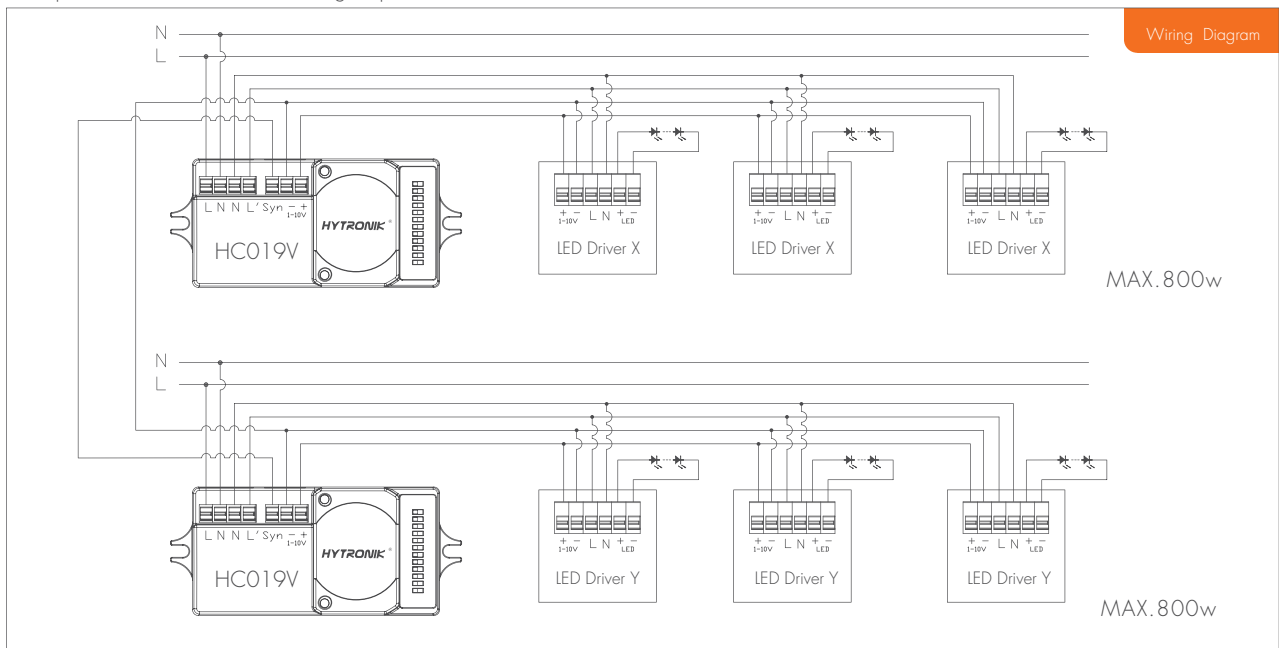 Wiring Diagram
N
L
L N N L' Syn - +
1-10V
HYTRONIK ®
HC019V
+ - L N + -
1-10V LED
LED Driver X
+ - L N + -
1-10V LED
LED Driver X
+ - L N + -
1-10V LED
LED Driver X
MAX.800w
N
L
L N N L' Syn - +
1-10V
HYTRONIK ®
HC019V
+ - L N + -
1-10V LED
LED Driver Y
+ - L N + -
1-10V LED
LED Driver Y
+ - L N + -
1-10V LED
LED Driver Y
MAX.800w